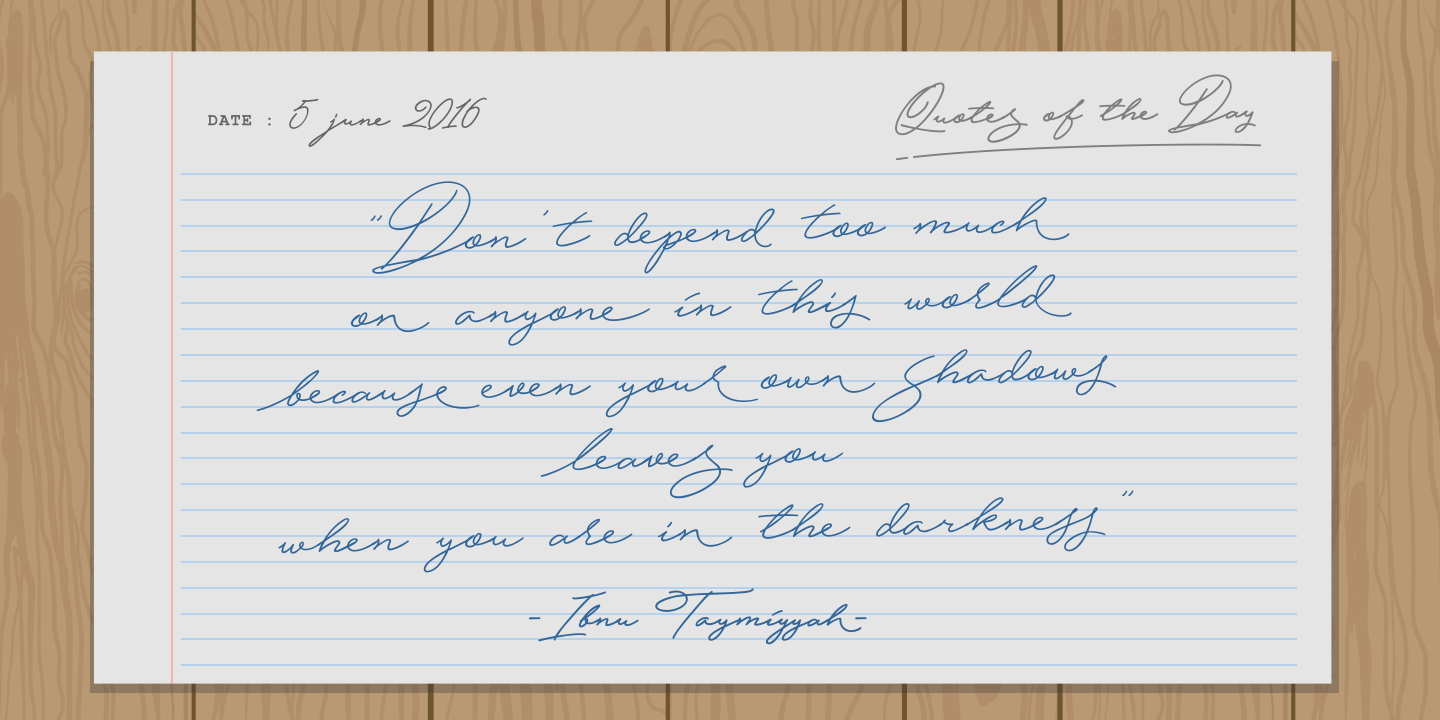 DATE : 5 june 2016
Quotes of the Day
"Don't depend too much
on anyone in this world
because even your own shadows
leaves you
when you are in the darkness"
- Ibnu Taymiyyah-